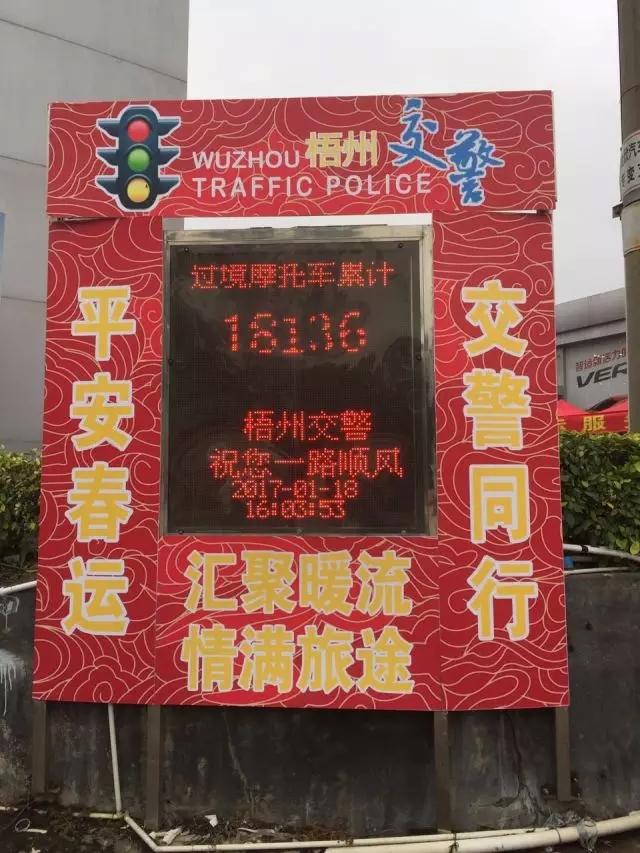 WUZHOU 梧州 交警
TRAFFIC POLICE
平安春运
过境摩托车累计
18136
梧州交警
祝您一路顺风
2017-01-18
16:03:53
交警同行
汇聚暖流
情满旅途
VER